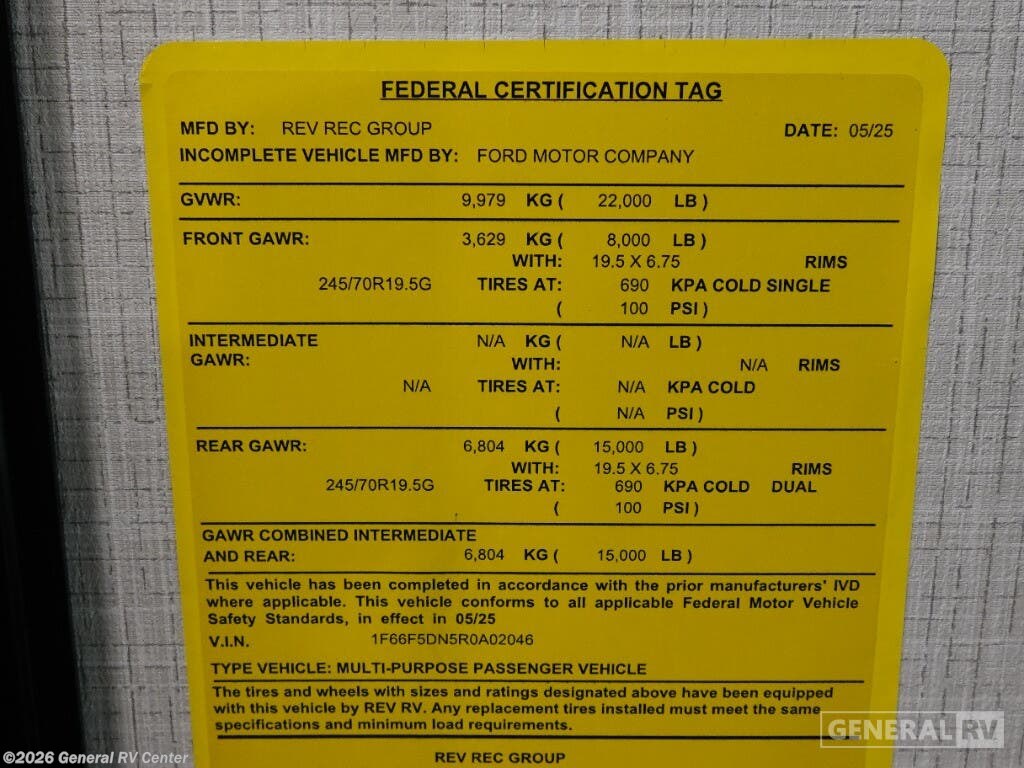 FEDERAL CERTIFICATION TAG
MFD BY: REV REC GROUP DATE: 05/25
INCOMPLETE VEHICLE MFD BY: FORD MOTOR COMPANY
GVWR: 9,979 KG ( 22,000 LB )
FRONT GAWR: 3,629 KG ( 8,000 LB )
WITH: 19.5 X 6.75 RIMS
245/70R19.5G TIRES AT: 690 KPA COLD SINGLE
( 100 PSI )
INTERMEDIATE N/A KG ( N/A LB )
GAWR: WITH: N/A RIMS
N/A TIRES AT: N/A KPA COLD
( N/A PSI )
REAR GAWR: 6,804 KG ( 15,000 LB )
WITH: 19.5 X 6.75 RIMS
245/70R19.5G TIRES AT: 690 KPA COLD DUAL
( 100 PSI )
GAWR COMBINED INTERMEDIATE
AND REAR: 6,804 KG ( 15,000 LB )
This vehicle has been completed in accordance with the prior manufacturers' IVD
where applicable. This vehicle conforms to all applicable Federal Motor Vehicle
Safety Standards, in effect in 05/25
V.I.N. 1F66F5DN5R0A02046
TYPE VEHICLE: MULTI-PURPOSE PASSENGER VEHICLE
The tires and wheels with sizes and ratings designated above have been equipped
with this vehicle by REV RV. Any replacement tires installed must meet the same
specifications and minimum load requirements.
REV REC GROUP
GENERAL RV
©2026 General RV Center